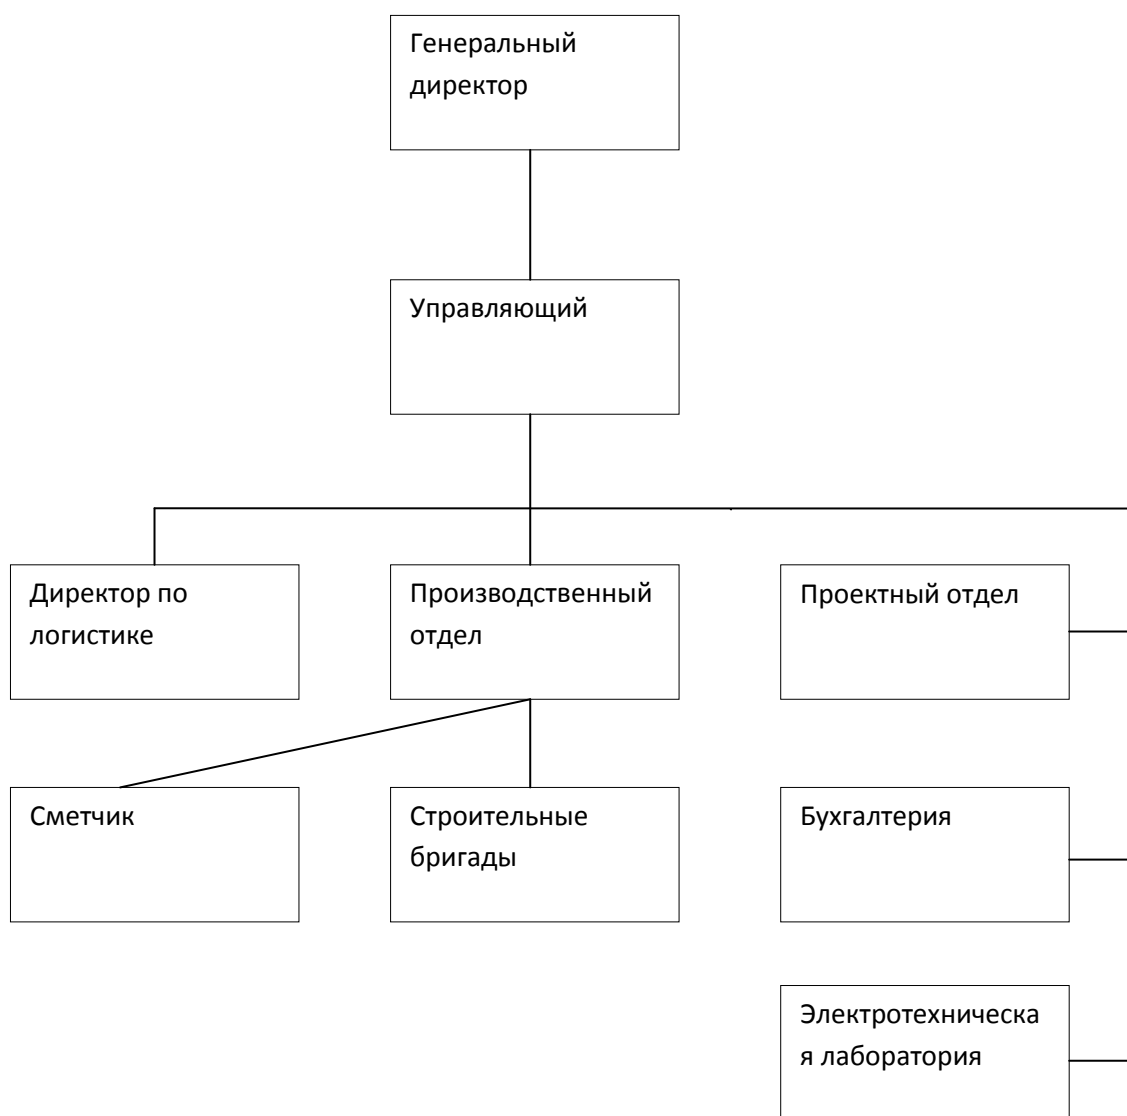 Генеральный
директор
Управляющий
Директор по
логистике
Производственный
отдел
Проектный отдел
Сметчик
Строительные
бригады
Бухгалтерия
Электротехническа
я лаборатория